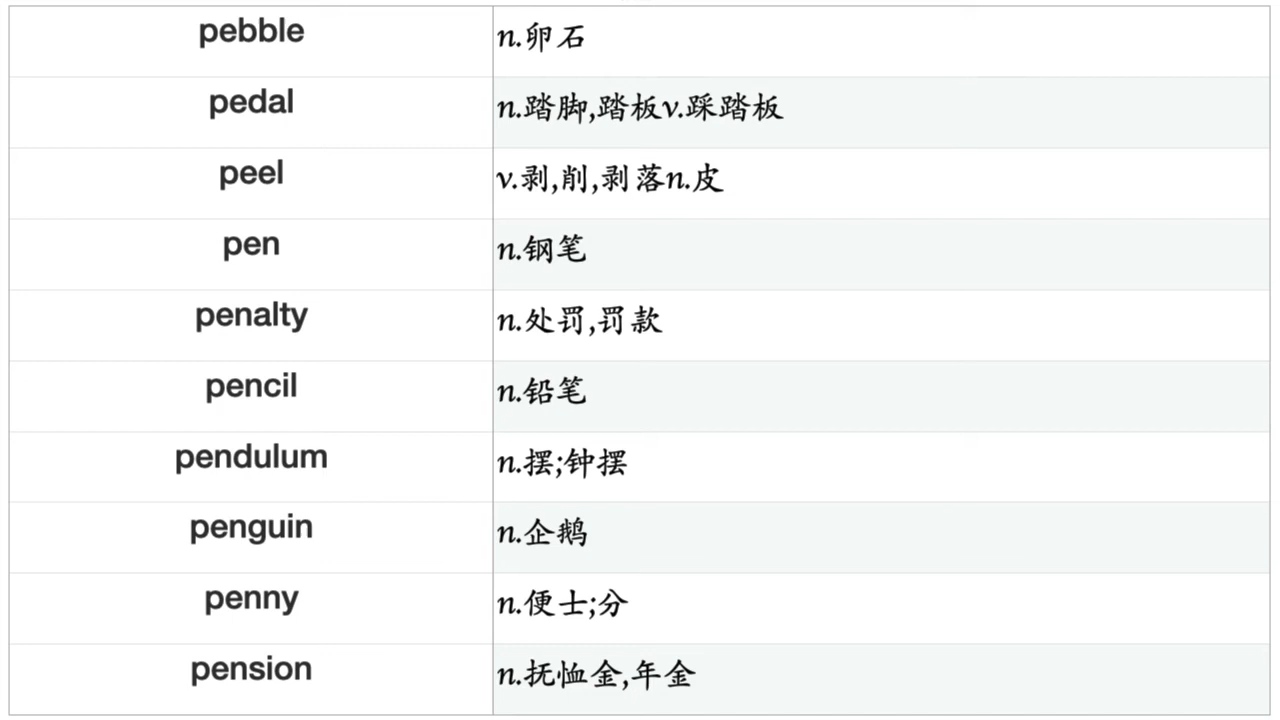 pebble n.卵石
pedal n.踏脚,踏板v.踩踏板
peel v.剥,削,剥落n.皮
pen n.钢笔
penalty n.处罚,罚款
pencil n.铅笔
pendulum n.摆;钟摆
penguin n.企鹅
penny n.便士;分
pension n.抚恤金,年金